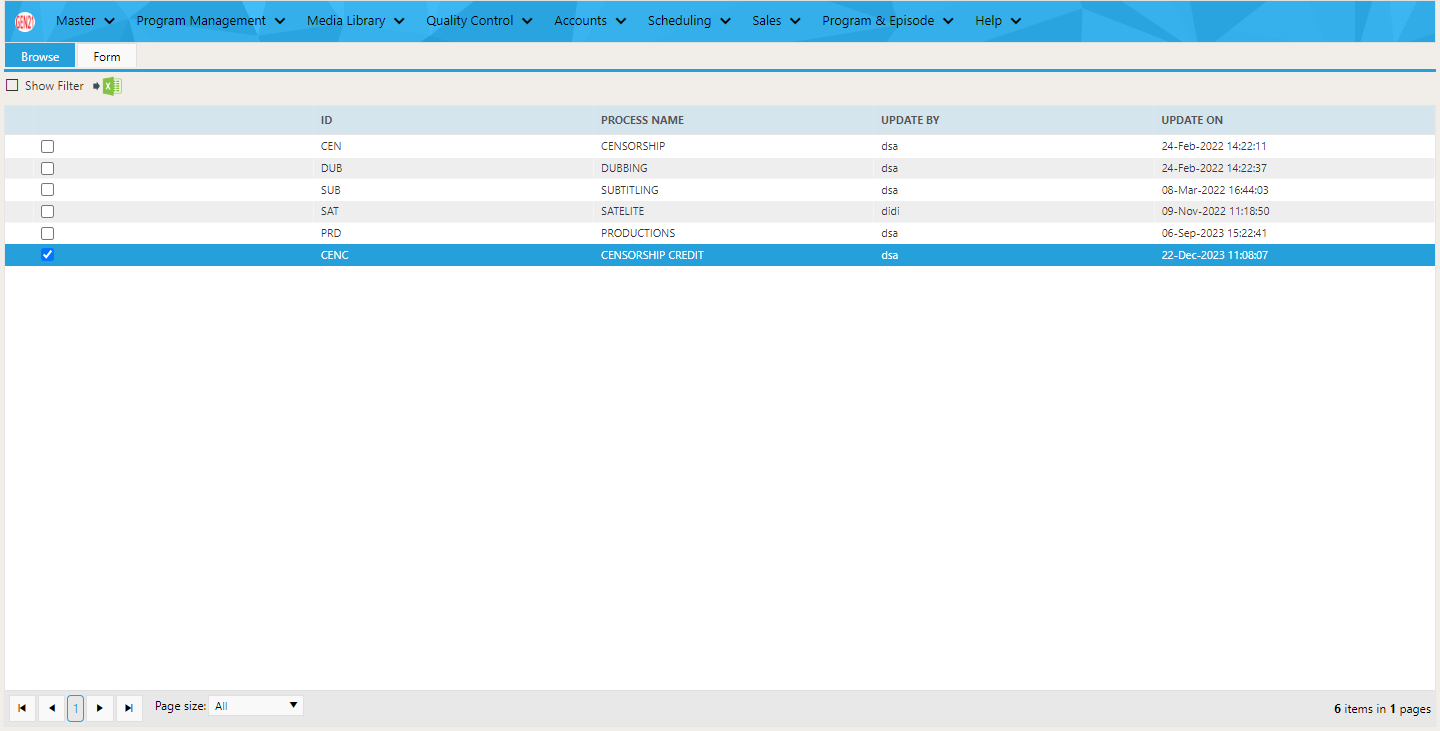 GEN21 Master Program Management Media Library Quality Control Accounts Scheduling Sales Program & Episode Help
Browse Form
Show Filter
ID PROCESS NAME UPDATE BY UPDATE ON
CEN CENSORSHIP dsa 24-Feb-2022 14:22:11
DUB DUBBING dsa 24-Feb-2022 14:22:37
SUB SUBTITLING dsa 08-Mar-2022 16:44:03
SAT SATELITE didi 09-Nov-2022 11:18:50
PRD PRODUCTIONS dsa 06-Sep-2023 15:22:41
CENC CENSORSHIP CREDIT dsa 22-Dec-2023 11:08:07
1 Page size: All 6 items in 1 pages